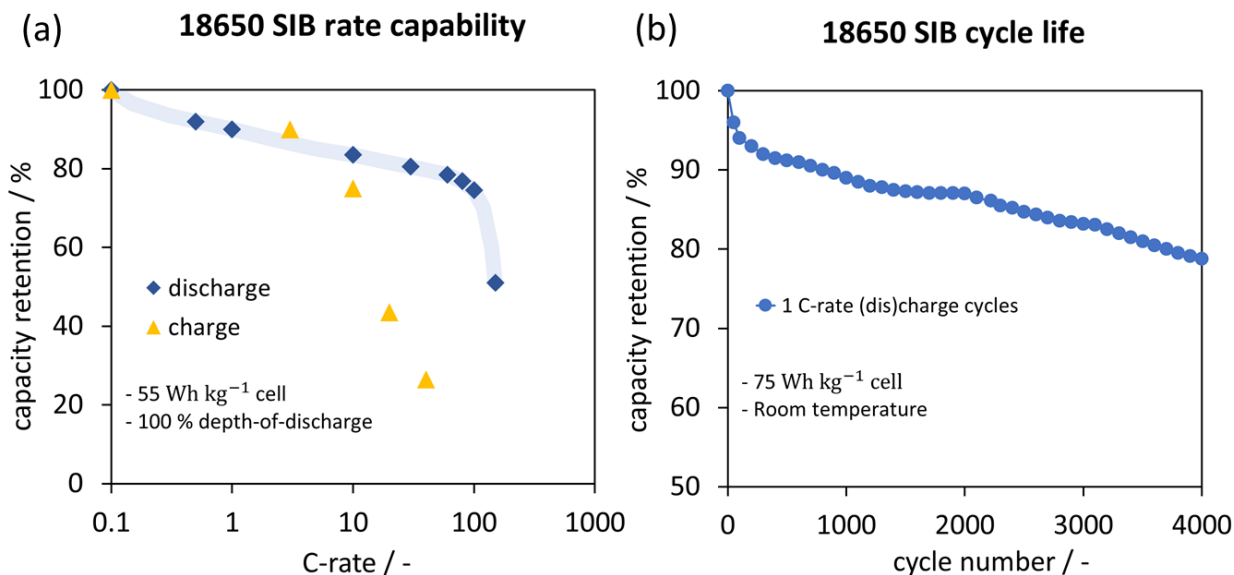 (a)
18650 SIB rate capability
100
80
60
40
20
0
capacity retention / %
discharge
charge
- 55 Wh kg⁻¹ cell
- 100 % depth-of-discharge
0.1
1
10
100
1000
C-rate / -
(b)
18650 SIB cycle life
100
90
80
70
60
50
capacity retention / %
1 C-rate (dis)charge cycles
- 75 Wh kg⁻¹ cell
- Room temperature
0
1000
2000
3000
4000
cycle number / -